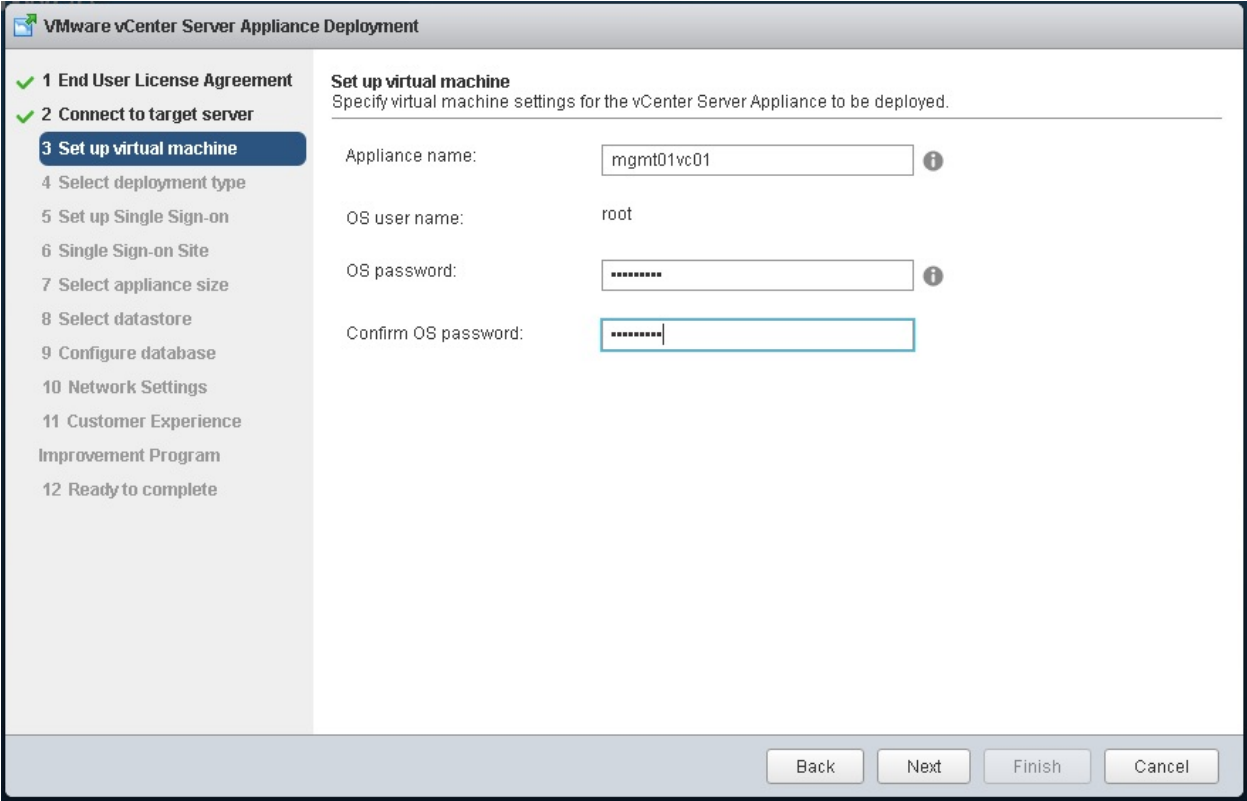 VMware vCenter Server Appliance Deployment
1 End User License Agreement
2 Connect to target server
3 Set up virtual machine
4 Select deployment type
5 Set up Single Sign-on
6 Single Sign-on Site
7 Select appliance size
8 Select datastore
9 Configure database
10 Network Settings
11 Customer Experience
Improvement Program
12 Ready to complete
Set up virtual machine
Specify virtual machine settings for the vCenter Server Appliance to be deployed.
Appliance name: mgmt01vc01
OS user name: root
OS password: •••••••••
Confirm OS password: •••••••••
Back Next Finish Cancel